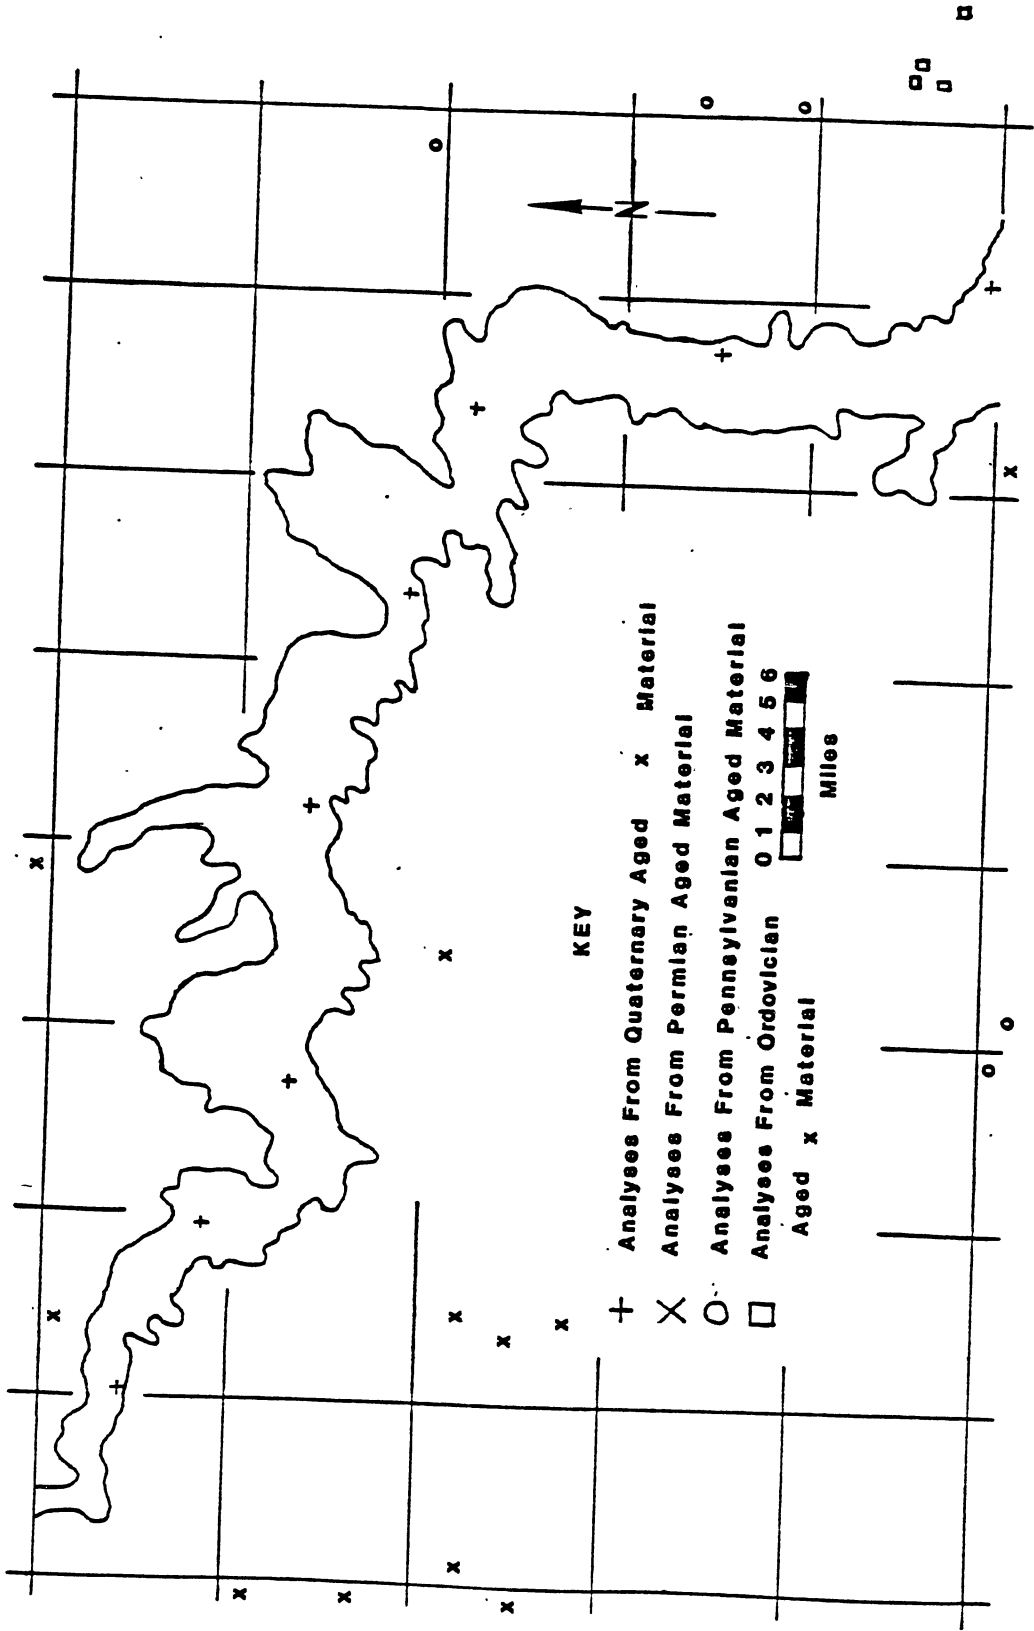 N
KEY
+ Analyses From Quaternary Aged x Material
X Analyses From Permian Aged Material
O Analyses From Pennsylvanian Aged Material
□ Analyses From Ordovician
Aged x Material
0 1 2 3 4 5 6
Miles